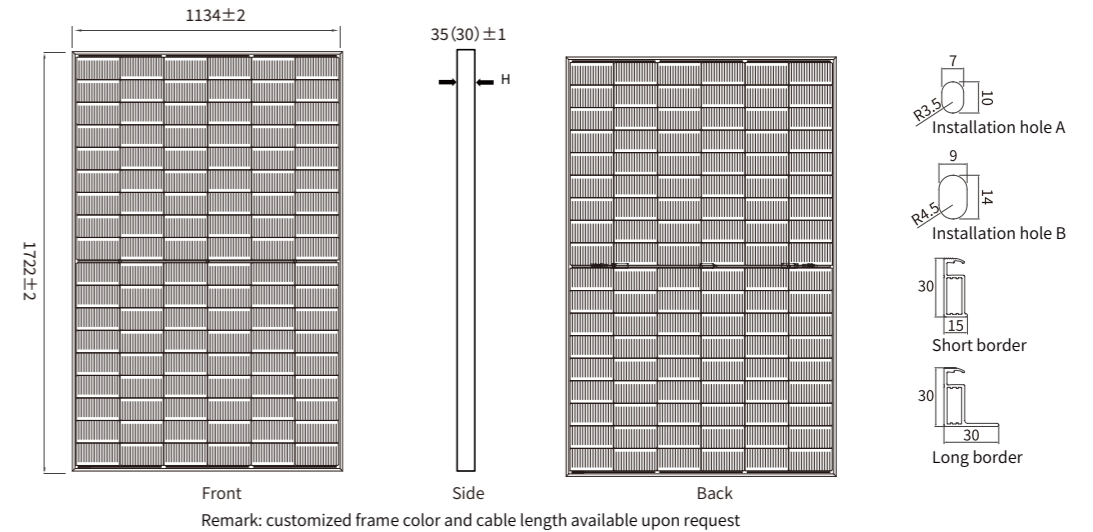 1134±2
35(30)±1
H
1722±2
7
10
R3.5
Installation hole A
9
14
R4.5
Installation hole B
30
15
Short border
30
30
Long border
Front
Side
Back
Remark: customized frame color and cable length available upon request